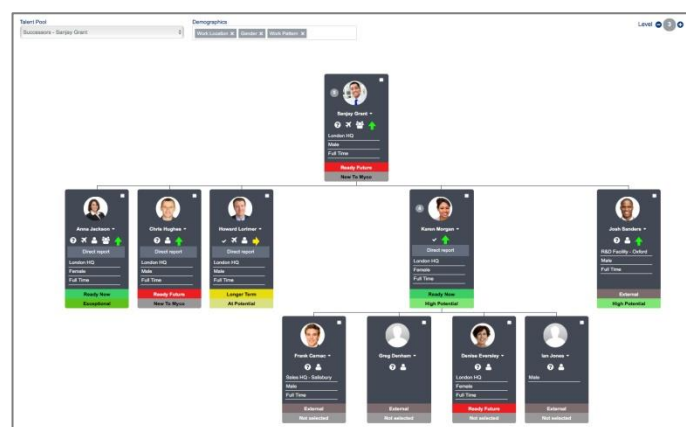 Talent Pool
Successors - Sanjay Grant
Demographics
Work Location x Gender x Work Pattern x
Level 3
Sanjay Grant
London HQ
Male
Full Time
Ready Future
New To Myco
Anna Jackson
Direct report
London HQ
Female
Full Time
Ready Now
Exceptional
Chris Hughes
Direct report
London HQ
Male
Full Time
Ready Future
New To Myco
Howard Lorimer
Direct report
London HQ
Male
Full Time
Longer Term
At Potential
Karen Morgan
Direct report
London HQ
Female
Full Time
Ready Now
High Potential
Josh Sanders
R&D Facility - Oxford
Male
Full Time
External
High Potential
Frank Carnac
Sales HQ - Salisbury
Male
Full Time
External
Not selected
Greg Denham
External
Not selected
Denise Eversley
London HQ
Female
Full Time
Ready Future
Not selected
Ian Jones
Male
External
Not selected